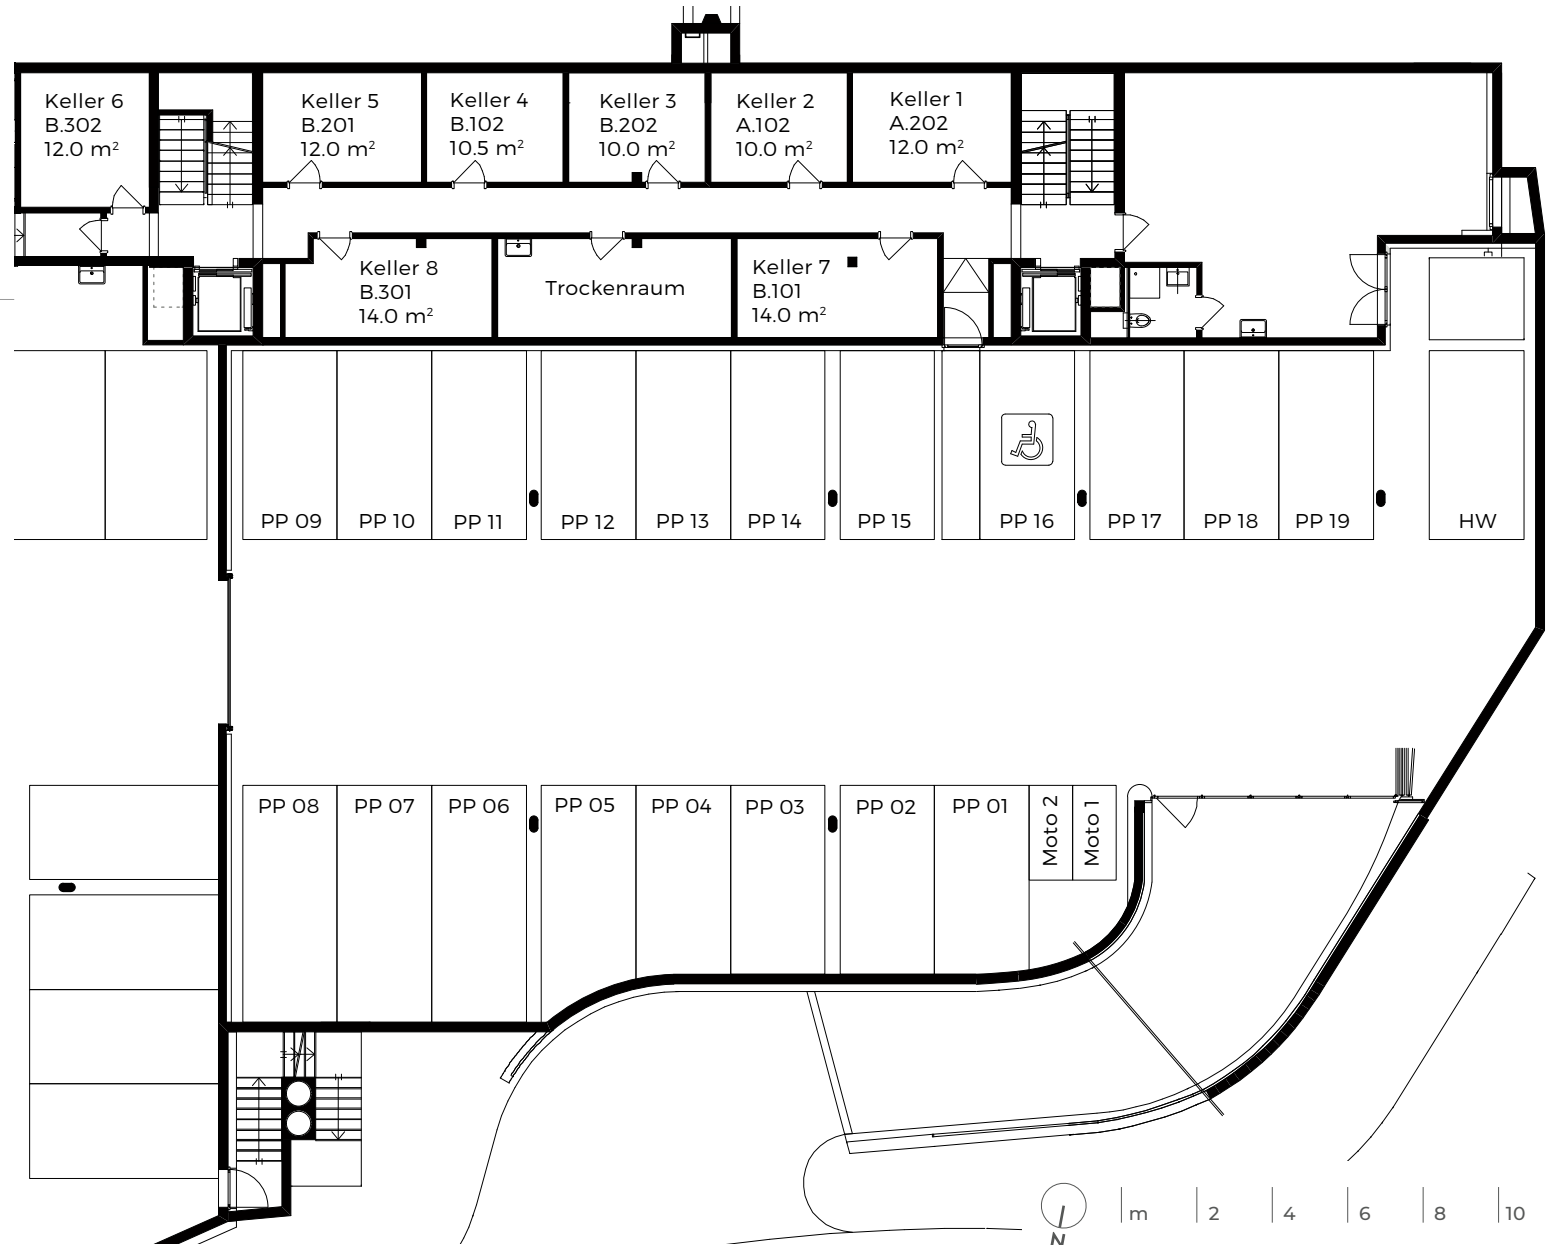 Keller 6
B.302
12.0 m²
Keller 5
B.201
12.0 m²
Keller 4
B.102
10.5 m²
Keller 3
B.202
10.0 m²
Keller 2
A.102
10.0 m²
Keller 1
A.202
12.0 m²
Keller 8
B.301
14.0 m²
Trockenraum
Keller 7
B.101
14.0 m²
PP 09
PP 10
PP 11
PP 12
PP 13
PP 14
PP 15
PP 16
PP 17
PP 18
PP 19
HW
PP 08
PP 07
PP 06
PP 05
PP 04
PP 03
PP 02
PP 01
Moto 2
Moto 1
N
m 2 4 6 8 10